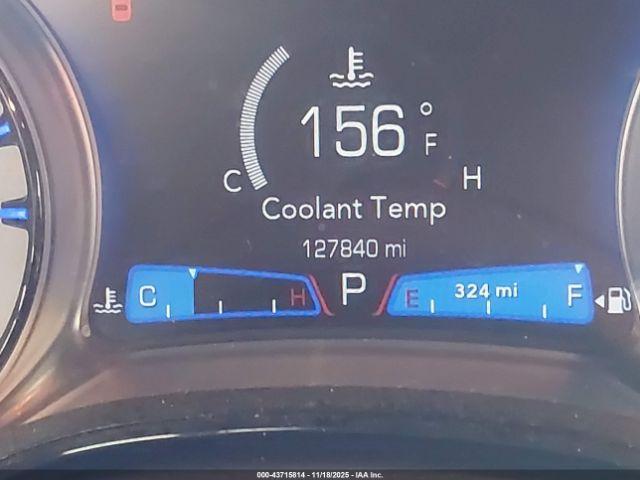 156 °F
C H
Coolant Temp
127840 mi
C H P E 324 mi F
000-43715814 - 11/18/2025 - IAA Inc.